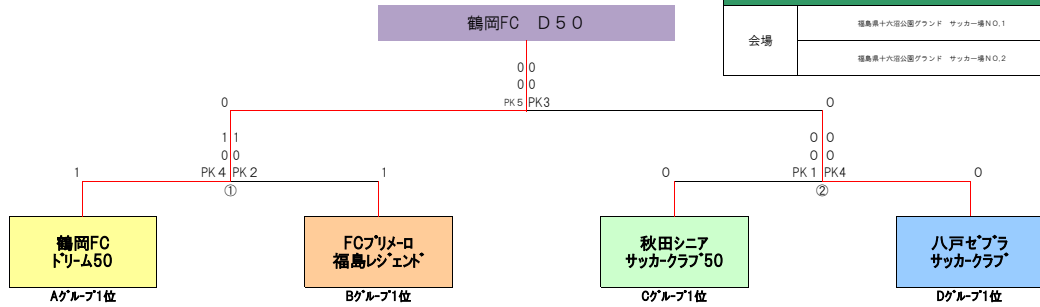 鶴岡FC　D５０
会場
福島県十六沼公園グランド　サッカー場ＮＯ.１
福島県十六沼公園グランド　サッカー場ＮＯ.２
0 0
0 0
PK５ PK3
0
0
1 1
0 0
PK４ PK２
①
1
1
0 0
0 0
PK１ PK4
②
0
0
鶴岡FC
ﾄﾞﾘｰﾑ50
FCﾌﾟﾘﾒｰﾛ
福島ﾚｼﾞｪﾝﾄﾞ
秋田シニア
ｻｯｶｰｸﾗﾌﾞ50
八戸ｾﾞﾌﾞﾗ
ｻｯｶｰｸﾗﾌﾞ
Aｸﾞﾙｰﾌﾟ1位
Bｸﾞﾙｰﾌﾟ1位
Cｸﾞﾙｰﾌﾟ1位
Dｸﾞﾙｰﾌﾟ1位